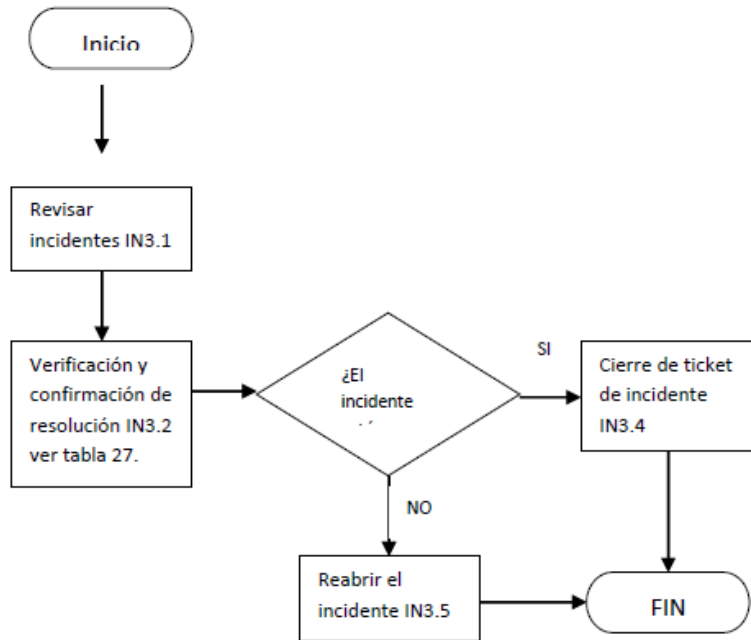 Inicio
Revisar
incidentes IN3.1
Verificación y
confirmación de
resolución IN3.2
ver tabla 27.
¿El
incidente
SI
Cierre de ticket
de incidente
IN3.4
NO
Reabrir el
incidente IN3.5
FIN